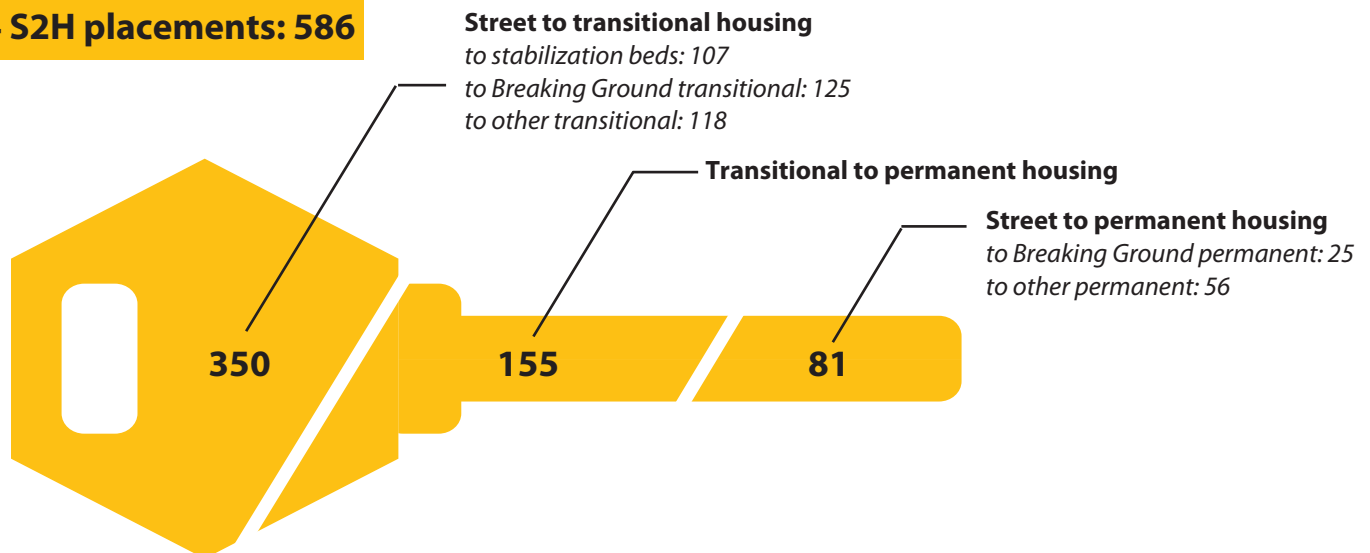 S2H placements: 586
Street to transitional housing
to stabilization beds: 107
to Breaking Ground transitional: 125
to other transitional: 118
Transitional to permanent housing
Street to permanent housing
to Breaking Ground permanent: 25
to other permanent: 56
350
155
81